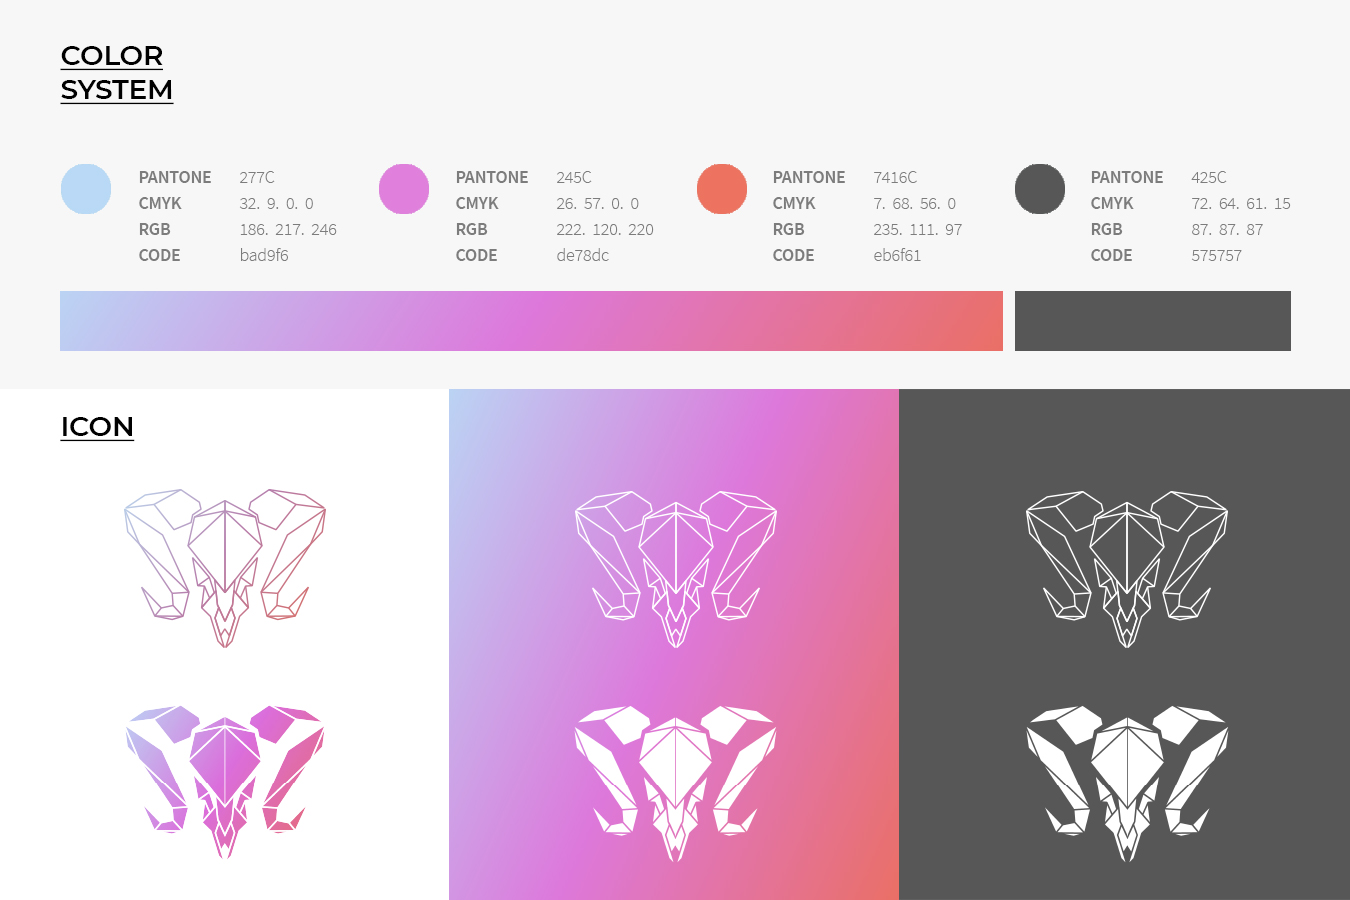 COLOR
SYSTEM
PANTONE 277C
CMYK 32. 9. 0. 0
RGB 186. 217. 246
CODE bad9f6
PANTONE 245C
CMYK 26. 57. 0. 0
RGB 222. 120. 220
CODE de78dc
PANTONE 7416C
CMYK 7. 68. 56. 0
RGB 235. 111. 97
CODE eb6f61
PANTONE 425C
CMYK 72. 64. 61. 15
RGB 87. 87. 87
CODE 575757
ICON